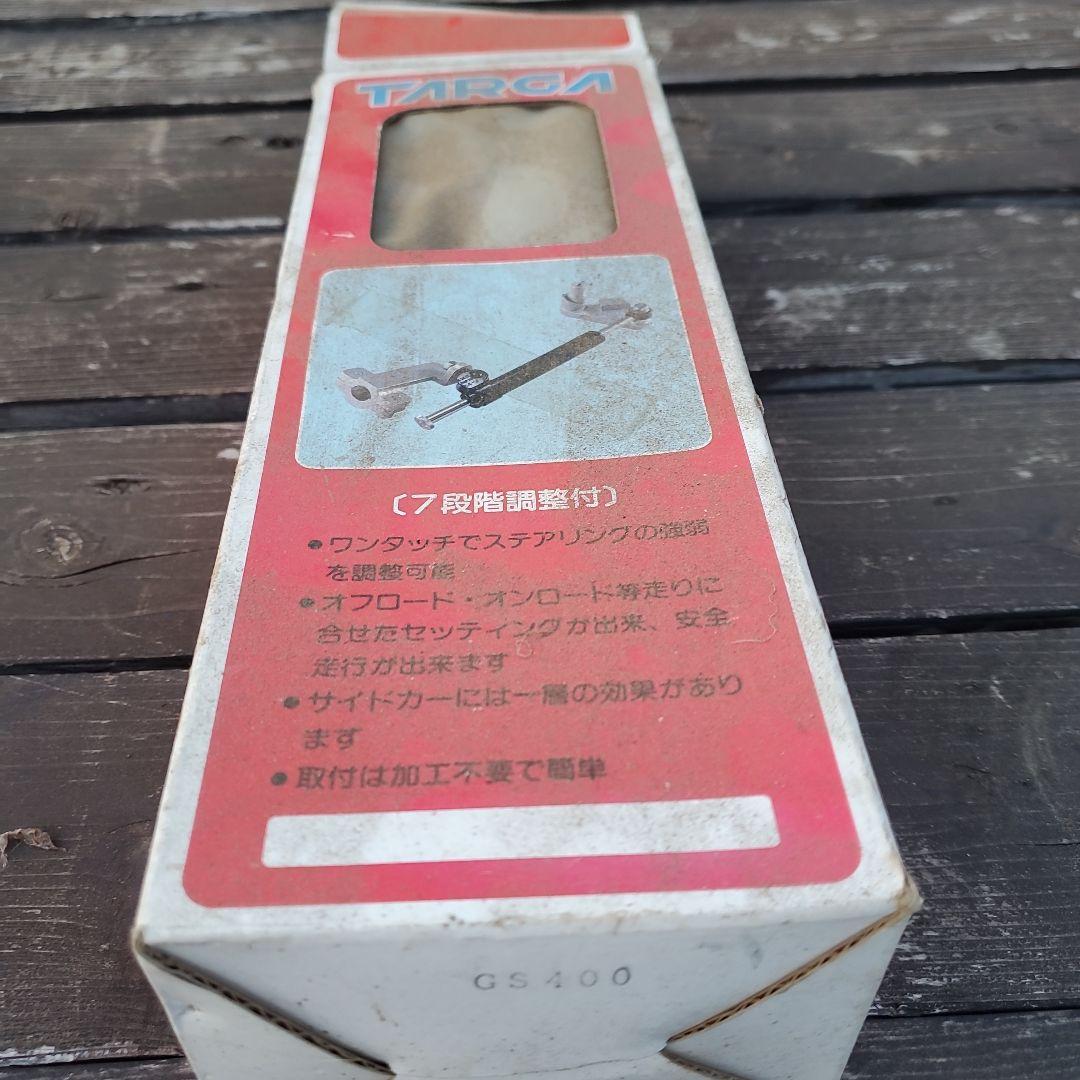 TARGA
〔7段階調整付〕
●ワンタッチでステアリングの強弱
を調整可能
●オフロード・オンロード等走りに
合せたセッティングが出来、安全
走行が出来ます
●サイドカーには一層の効果があり
ます
●取付は加工不要で簡単
GS400